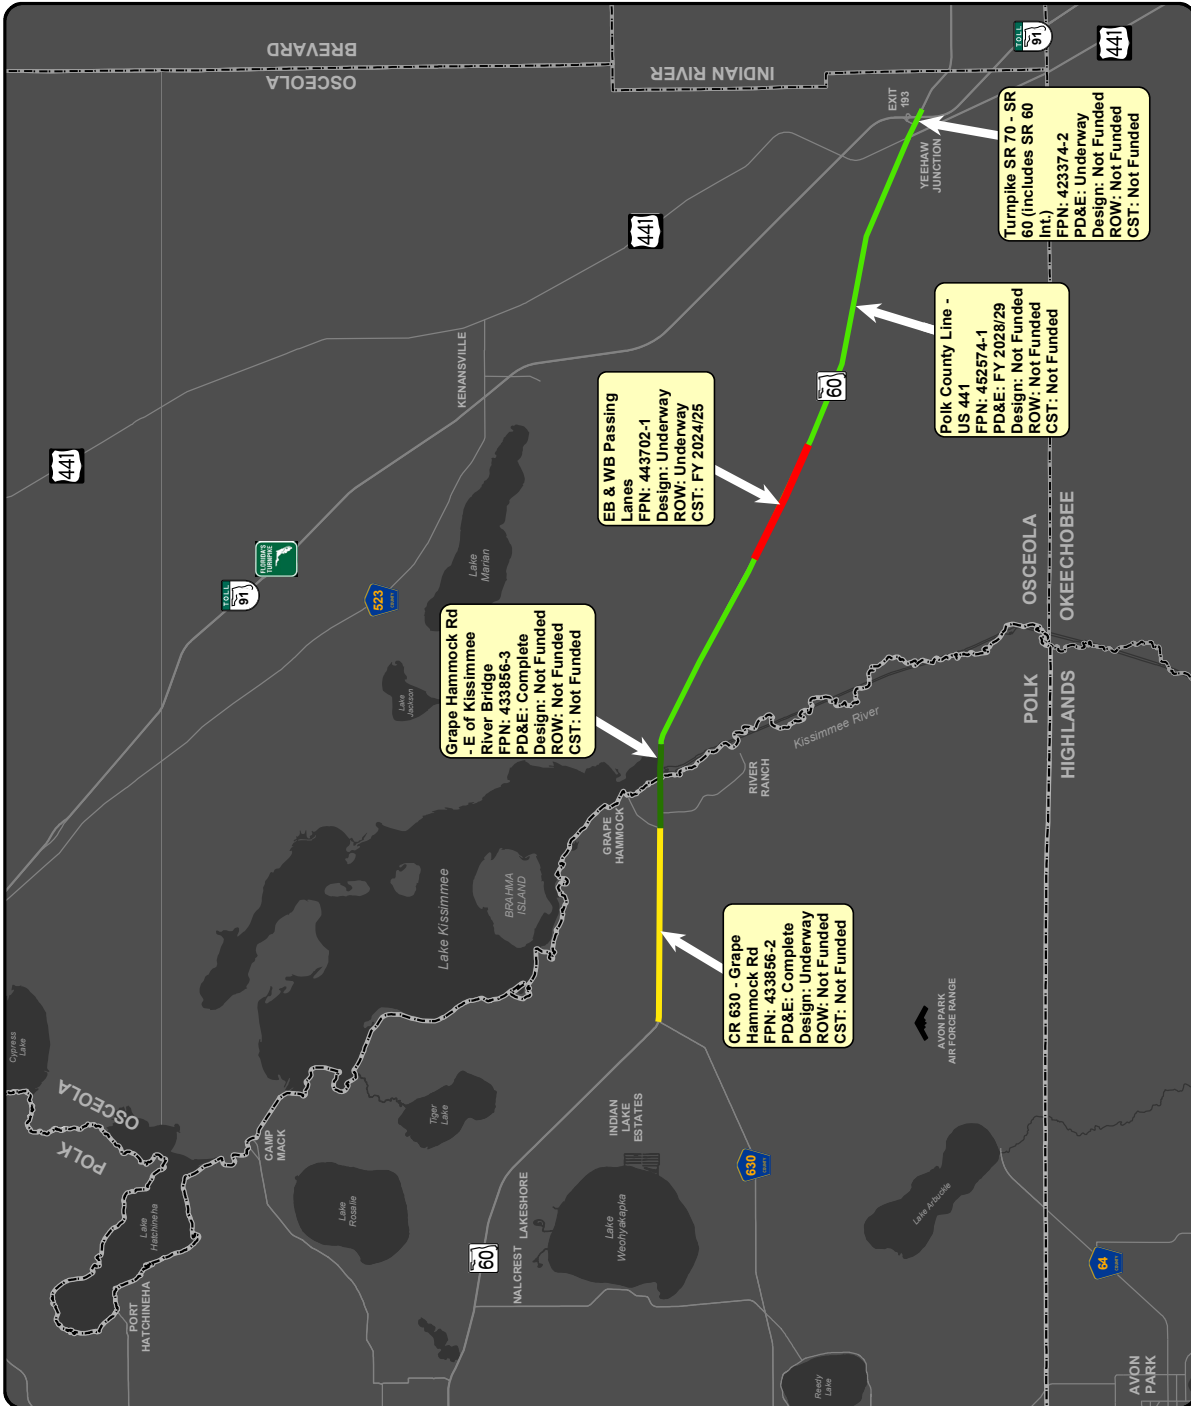 BREVARD
OSCEOLA
INDIAN RIVER
TOLL
91
441
EXIT
193
YEEHAW
JUNCTION
Turnpike SR 70 - SR
60 (includes SR 60
Int.)
FPN: 423374-2
PD&E: Underway
Design: Not Funded
ROW: Not Funded
CST: Not Funded
441
441
KENANSVILLE
Polk County Line -
US 441
FPN: 452574-1
PD&E: FY 2028/29
Design: Not Funded
ROW: Not Funded
CST: Not Funded
60
EB & WB Passing
Lanes
FPN: 443702-1
Design: Underway
ROW: Underway
CST: FY 2024/25
FLORIDA'S
TURNPIKE
TOLL
91
523
Lake
Marian
Lake
Jackson
Grape Hammock Rd
- E of Kissimmee
River Bridge
FPN: 433856-3
PD&E: Complete
Design: Not Funded
ROW: Not Funded
CST: Not Funded
OSCEOLA
OKEECHOBEE
POLK
HIGHLANDS
Kissimmee River
RIVER
RANCH
GRAPE
HAMMOCK
BRAHMA
ISLAND
Lake Kissimmee
CR 630 - Grape
Hammock Rd
FPN: 433856-2
PD&E: Complete
Design: Underway
ROW: Not Funded
CST: Not Funded
AVON PARK
AIR FORCE RANGE
Cypress
Lake
OSCEOLA
POLK
CAMP
MACK
Tiger
Lake
INDIAN
LAKE
ESTATES
630
Lake
Hatchineha
Lake
Rosalie
LAKESHORE
NALCREST
Lake
Weohyakapka
Lake Arbuckle
60
64
PORT
HATCHINEHA
Reedy
Lake
AVON
PARK